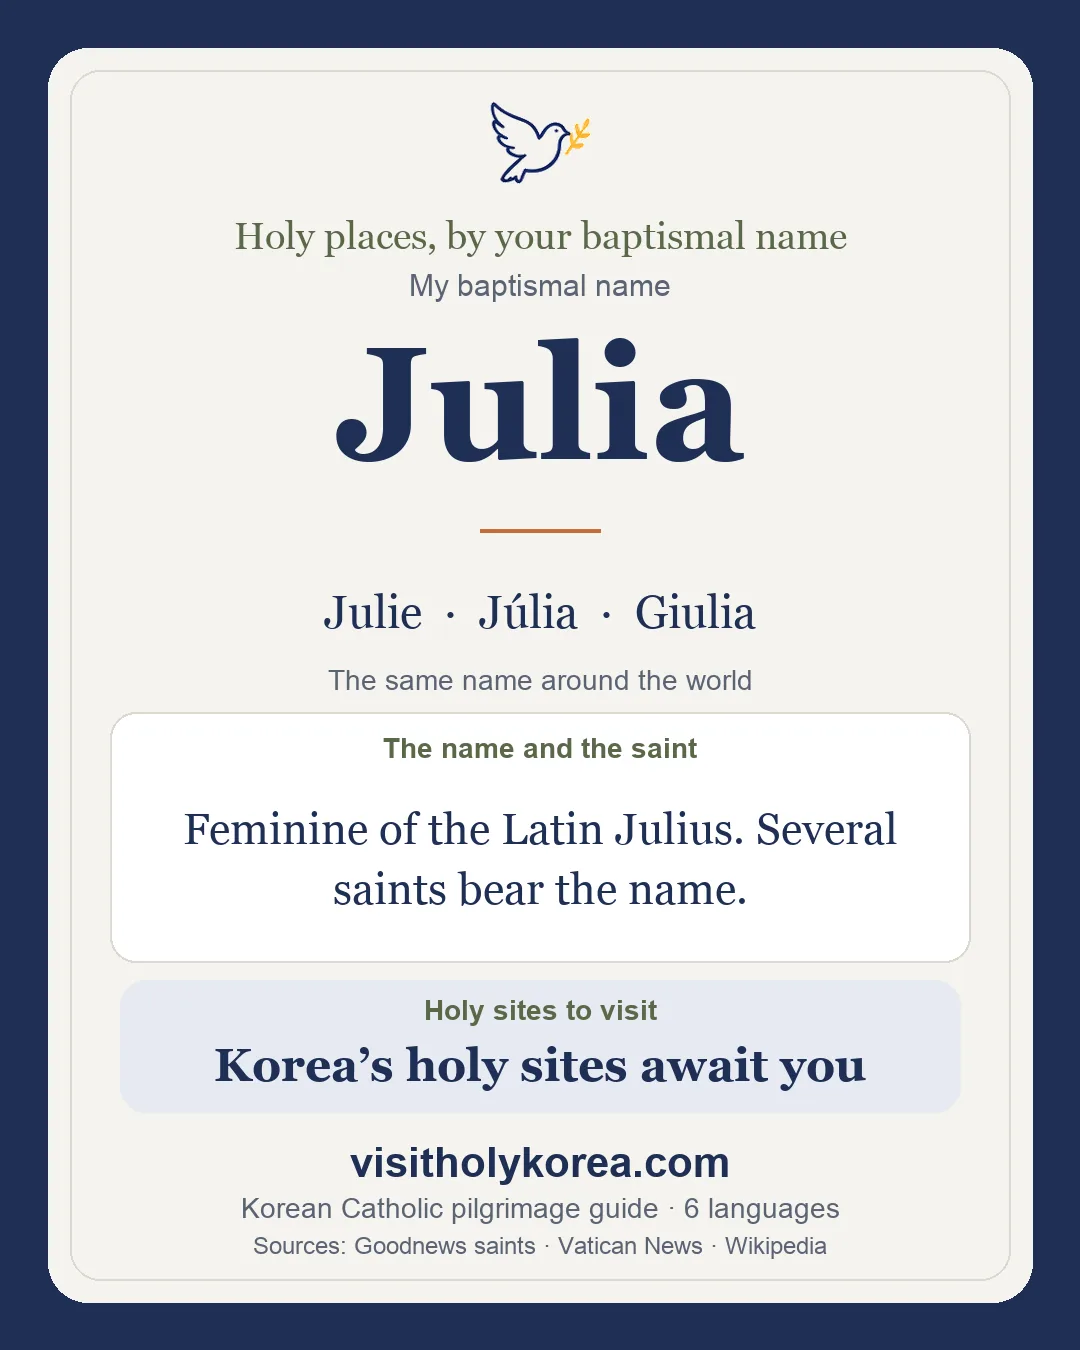 Holy places, by your baptismal name
My baptismal name
Julia
Julie · Júlia · Giulia
The same name around the world
The name and the saint
Feminine of the Latin Julius. Several
saints bear the name.
Holy sites to visit
Korea’s holy sites await you
visitholykorea.com
Korean Catholic pilgrimage guide · 6 languages
Sources: Goodnews saints · Vatican News · Wikipedia